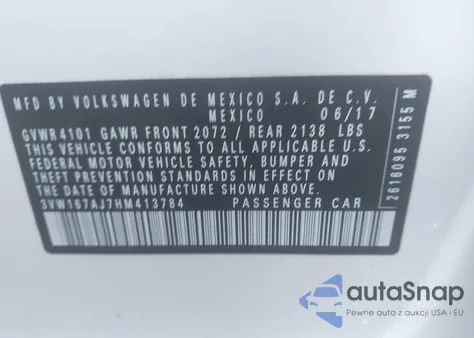 MFD BY VOLKSWAGEN DE MEXICO S.A. DE C.V.
MEXICO 06/17
GVWR 4101 GAWR FRONT 2072 / REAR 2138 LBS
THIS VEHICLE CONFORMS TO ALL APPLICABLE U.S.
FEDERAL MOTOR VEHICLE SAFETY, BUMPER AND
THEFT PREVENTION STANDARDS IN EFFECT ON THE
DATE OF MANUFACTURE SHOWN ABOVE.
3VW167AJ7HM413784 PASSENGER CAR
2616095 3155 M
autaSnap
Pewne auta z aukcji USA i EU